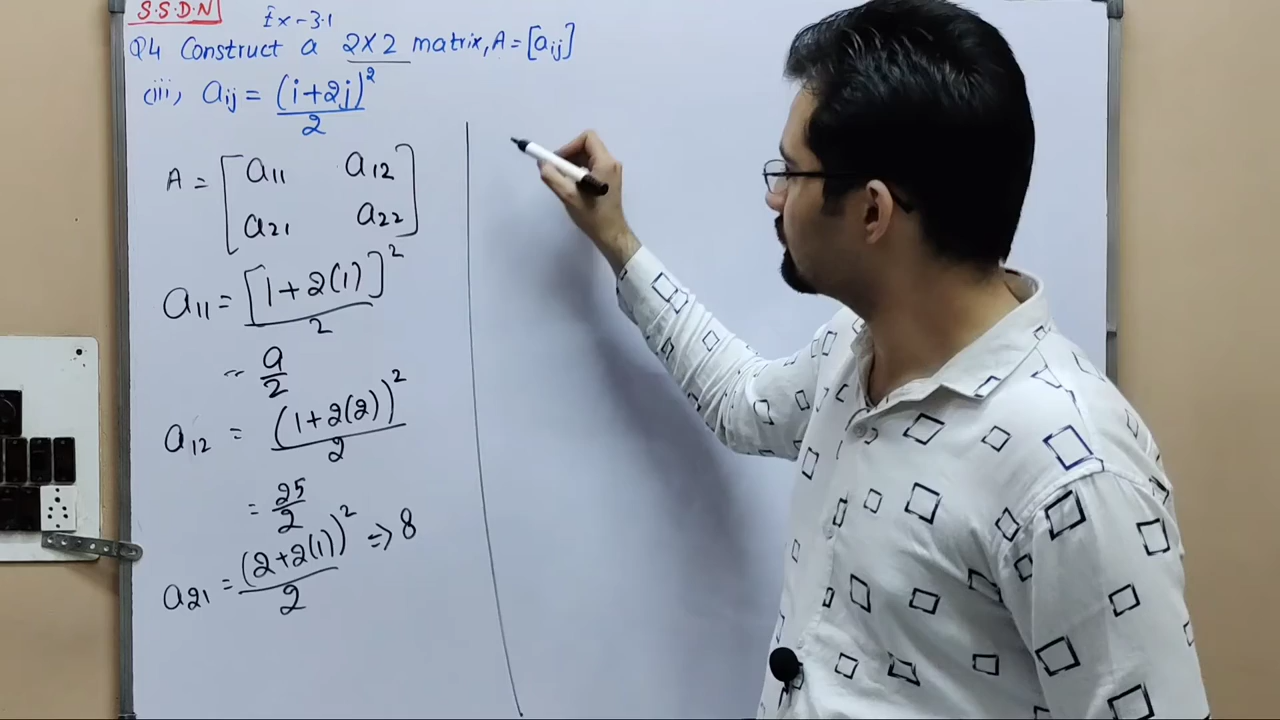 S.S.D.N
Ex-3.1
Q4 Construct a 2X2 matrix, A = [aij]
(iii) aij = (i+2j)²/2
A = [a11 a12
a21 a22]
a11 = [1+2(1)]²/2
= 9/2
a12 = (1+2(2))²/2
= 25/2
a21 = (2+2(1))²/2 => 8